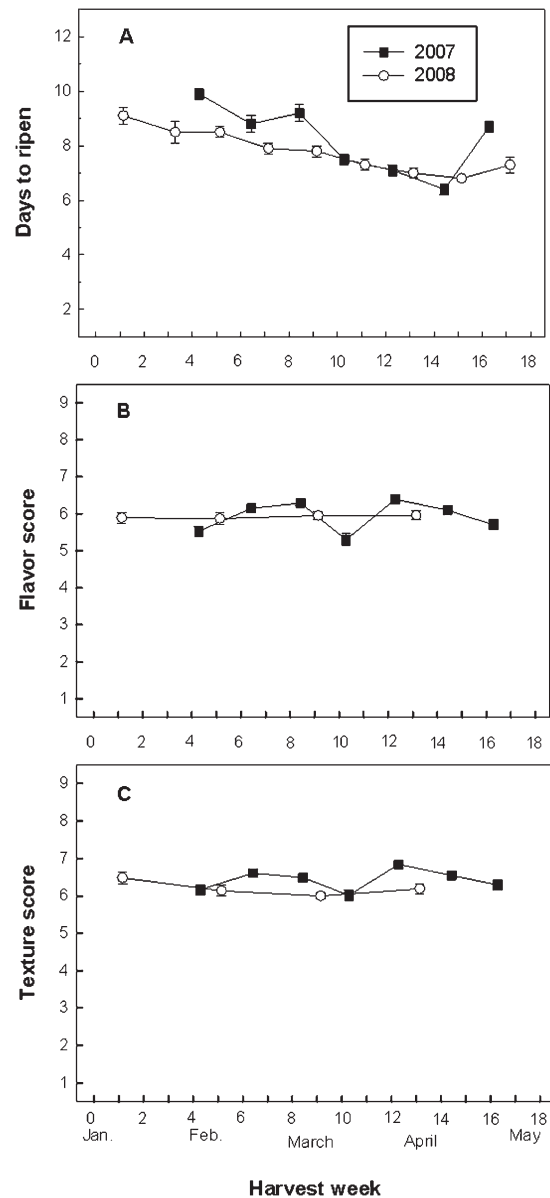 A
2007
2008
12
10
8
6
4
2
Days to ripen
0 2 4 6 8 10 12 14 16 18
B
9
8
7
6
5
4
3
2
1
Flavor score
0 2 4 6 8 10 12 14 16 18
C
9
8
7
6
5
4
3
2
1
Texture score
0 2 4 6 8 10 12 14 16 18
Jan. Feb. March April May
Harvest week